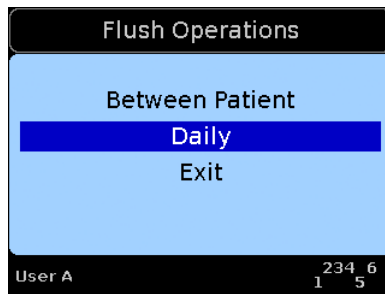 Flush Operations
Between Patient
Daily
Exit
User A
1 234 5 6